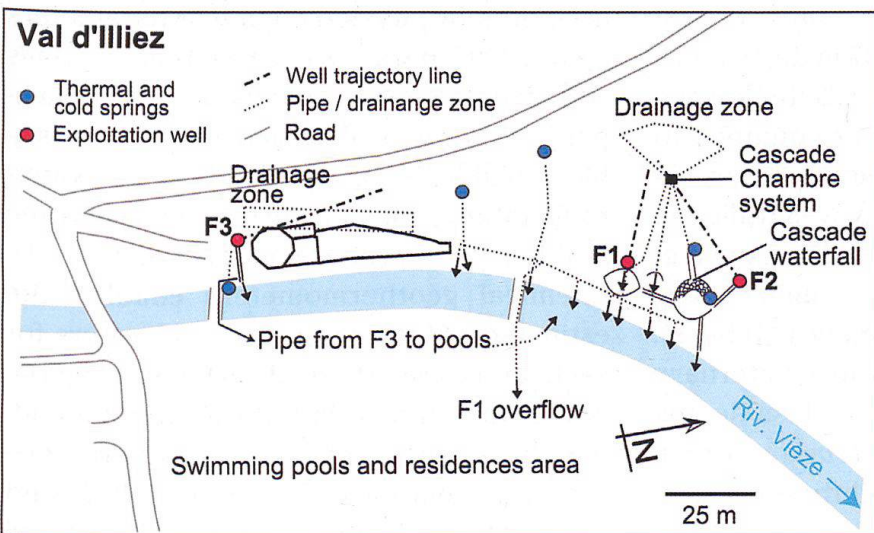 Val d'Illiez
Thermal and
cold springs
Exploitation well
Well trajectory line
Pipe / drainange zone
Road
Drainage zone
Cascade
Chambre
system
Cascade
waterfall
Drainage
zone
F3
F1
F2
Pipe from F3 to pools
F1 overflow
Riv. Vièze
N
Swimming pools and residences area
25 m